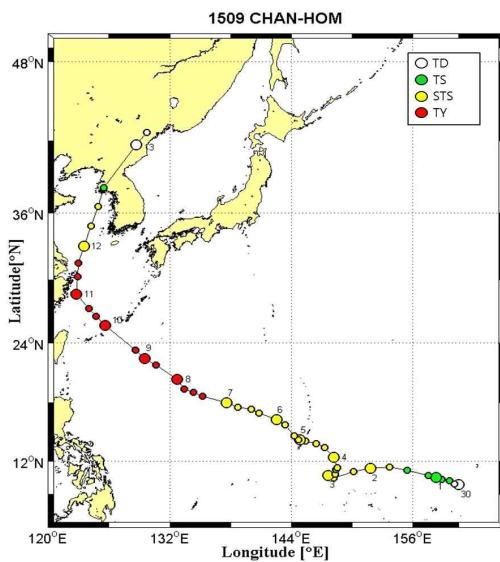 1509 CHAN-HOM
48°N
36°N
24°N
12°N
120°E
132°E
144°E
156°E
Latitude[°N]
Longitude [°E]
TD
TS
STS
TY
13
12
11
10
9
8
7
6
5
4
3
2
1
30